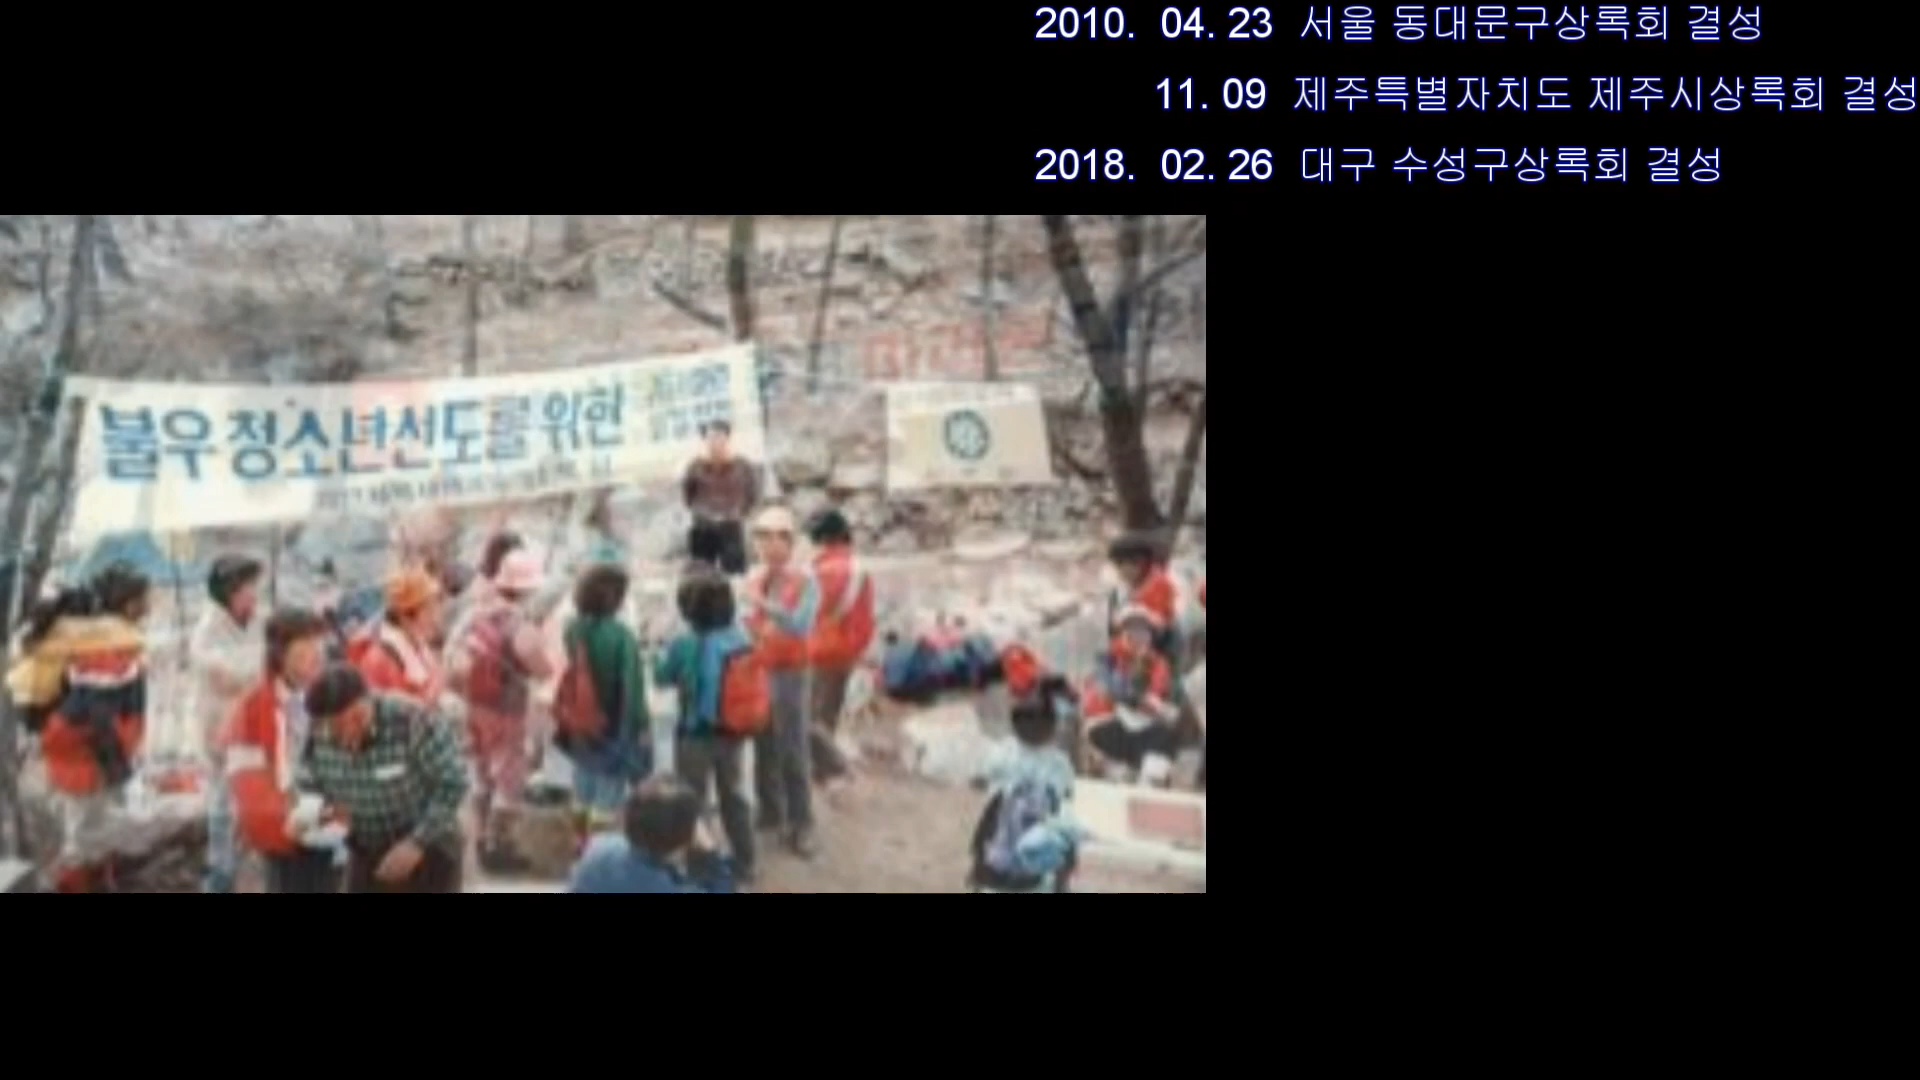 2010. 04. 23 서울 동대문구상록회 결성
11. 09 제주특별자치도 제주시상록회 결성
2018. 02. 26 대구 수성구상록회 결성
불우청소년선도를 위한